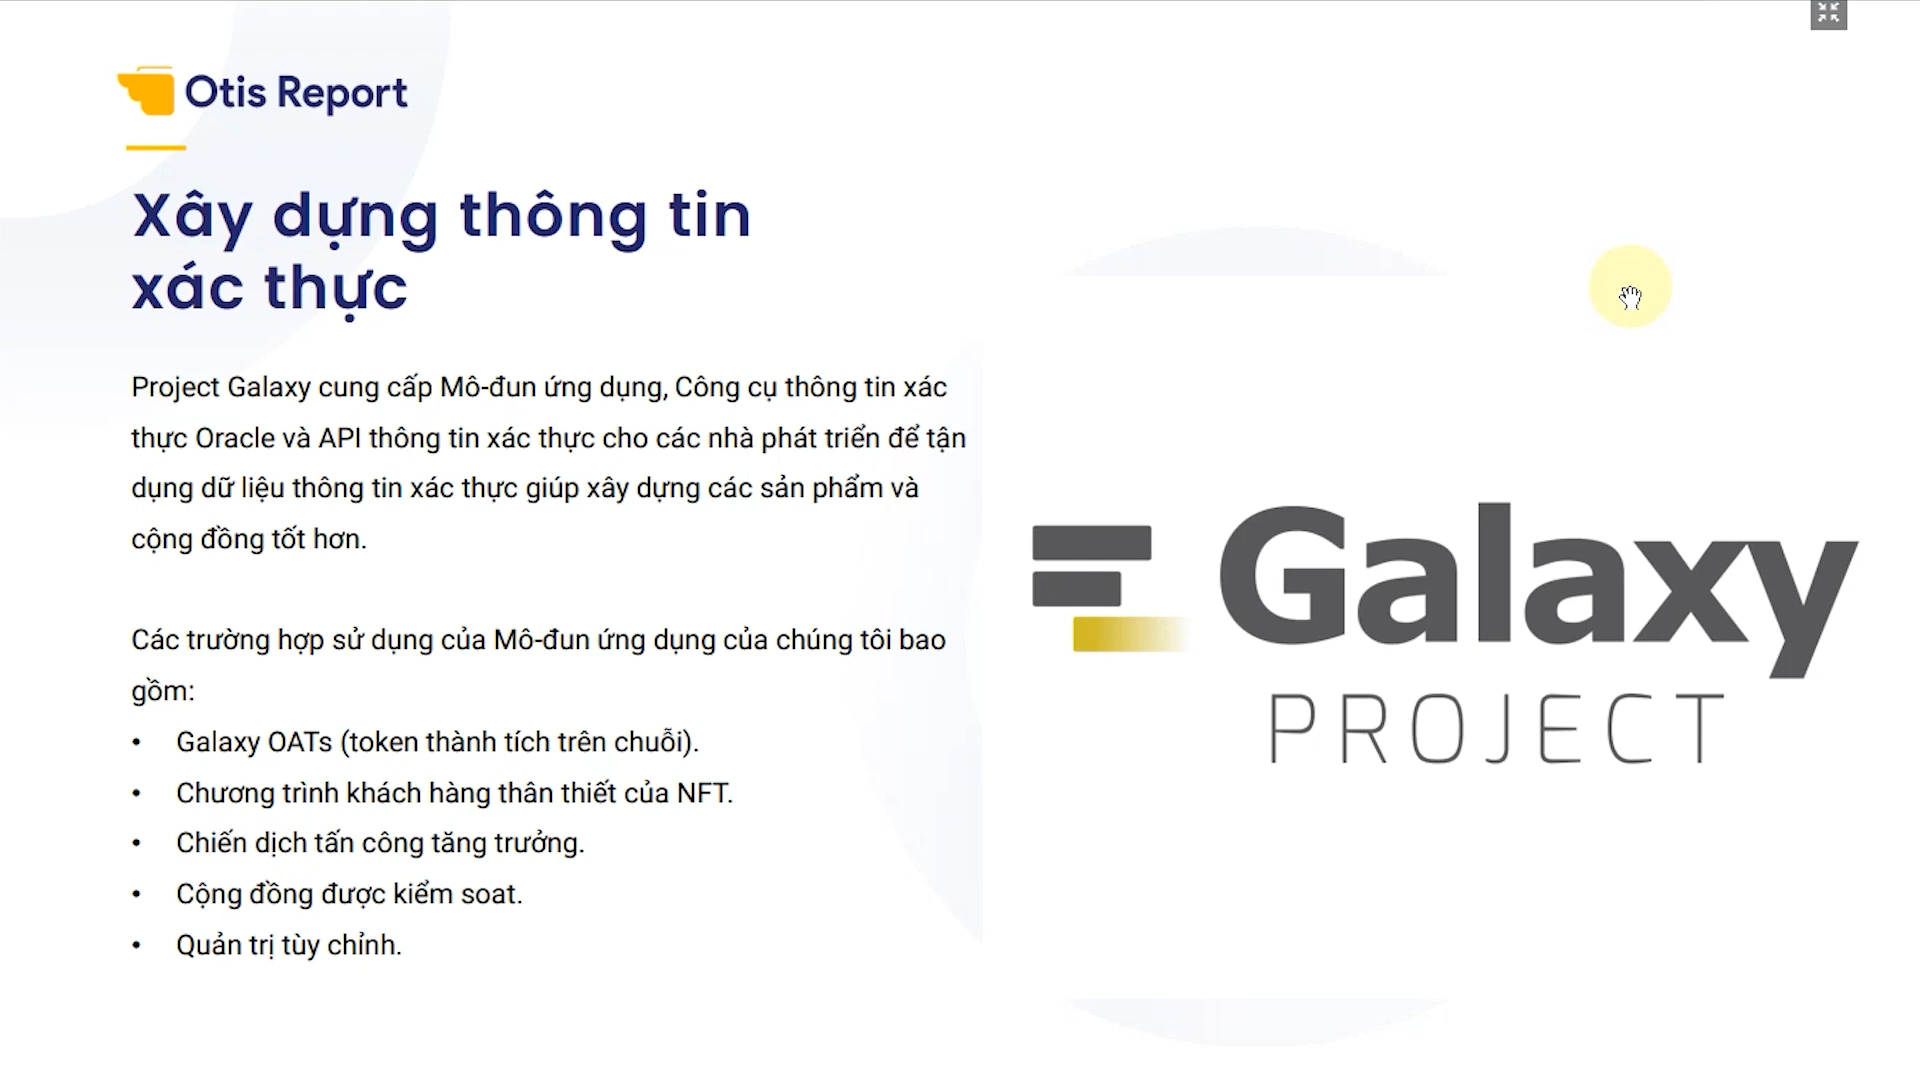 Otis Report
Xây dựng thông tin
xác thực
Project Galaxy cung cấp Mô-đun ứng dụng, Công cụ thông tin xác
thực Oracle và API thông tin xác thực cho các nhà phát triển để tận
dụng dữ liệu thông tin xác thực giúp xây dựng các sản phẩm và
cộng đồng tốt hơn.
Các trường hợp sử dụng của Mô-đun ứng dụng của chúng tôi bao
gồm:
• Galaxy OATs (token thành tích trên chuỗi).
• Chương trình khách hàng thân thiết của NFT.
• Chiến dịch tấn công tăng trưởng.
• Cộng đồng được kiểm soat.
• Quản trị tùy chỉnh.
Galaxy
PROJECT